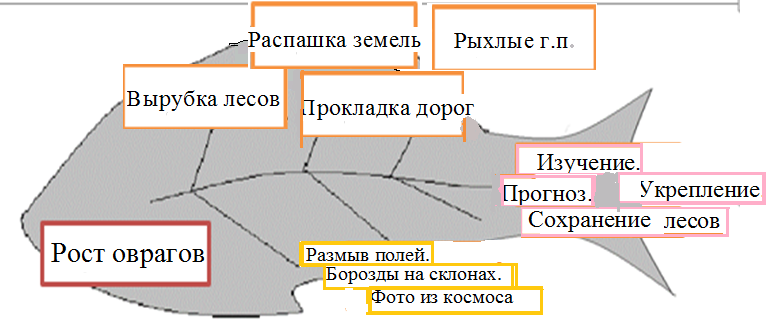 Распашка земель
Рыхлые г.п.
Вырубка лесов
Прокладка дорог
Изучение.
Прогноз.
Укрепление
Сохранение лесов
Рост оврагов
Размыв полей.
Борозды на склонах.
Фото из космоса